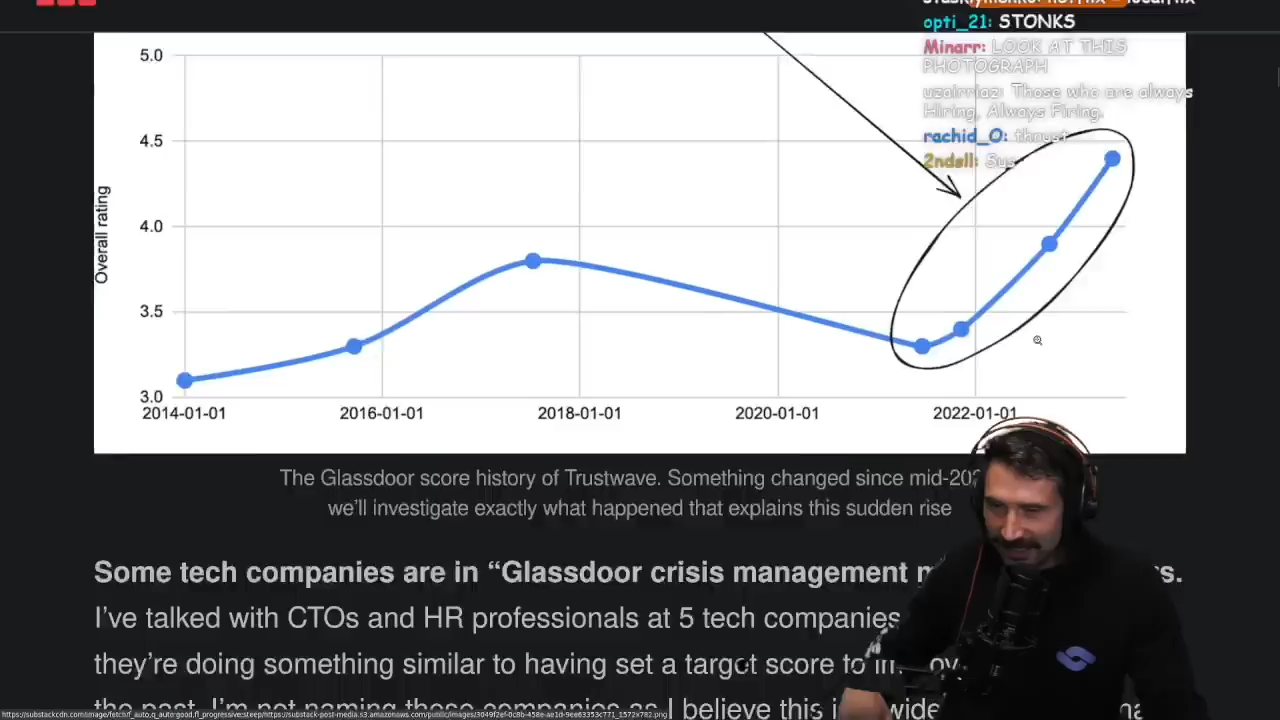 opti_21: STONKS
5.0
Minarr: LOOK AT THIS
PHOTOGRAPH
uzairriaz: Those who are always
Hiring, Always Firing.
4.5
rachid_O: thrust
2ndell: Sus
4.0
Overall rating
3.5
3.0
2014-01-01 2016-01-01 2018-01-01 2020-01-01 2022-01-01
The Glassdoor score history of Trustwave. Something changed since
we'll investigate exactly what happened that explains this sudden rise
Some tech companies are in “Glassdoor crisis management
I've talked with CTOs and HR professionals at 5 tech companies
they're doing something similar to having set a target score to
the past. I'm not naming these companies as I believe this